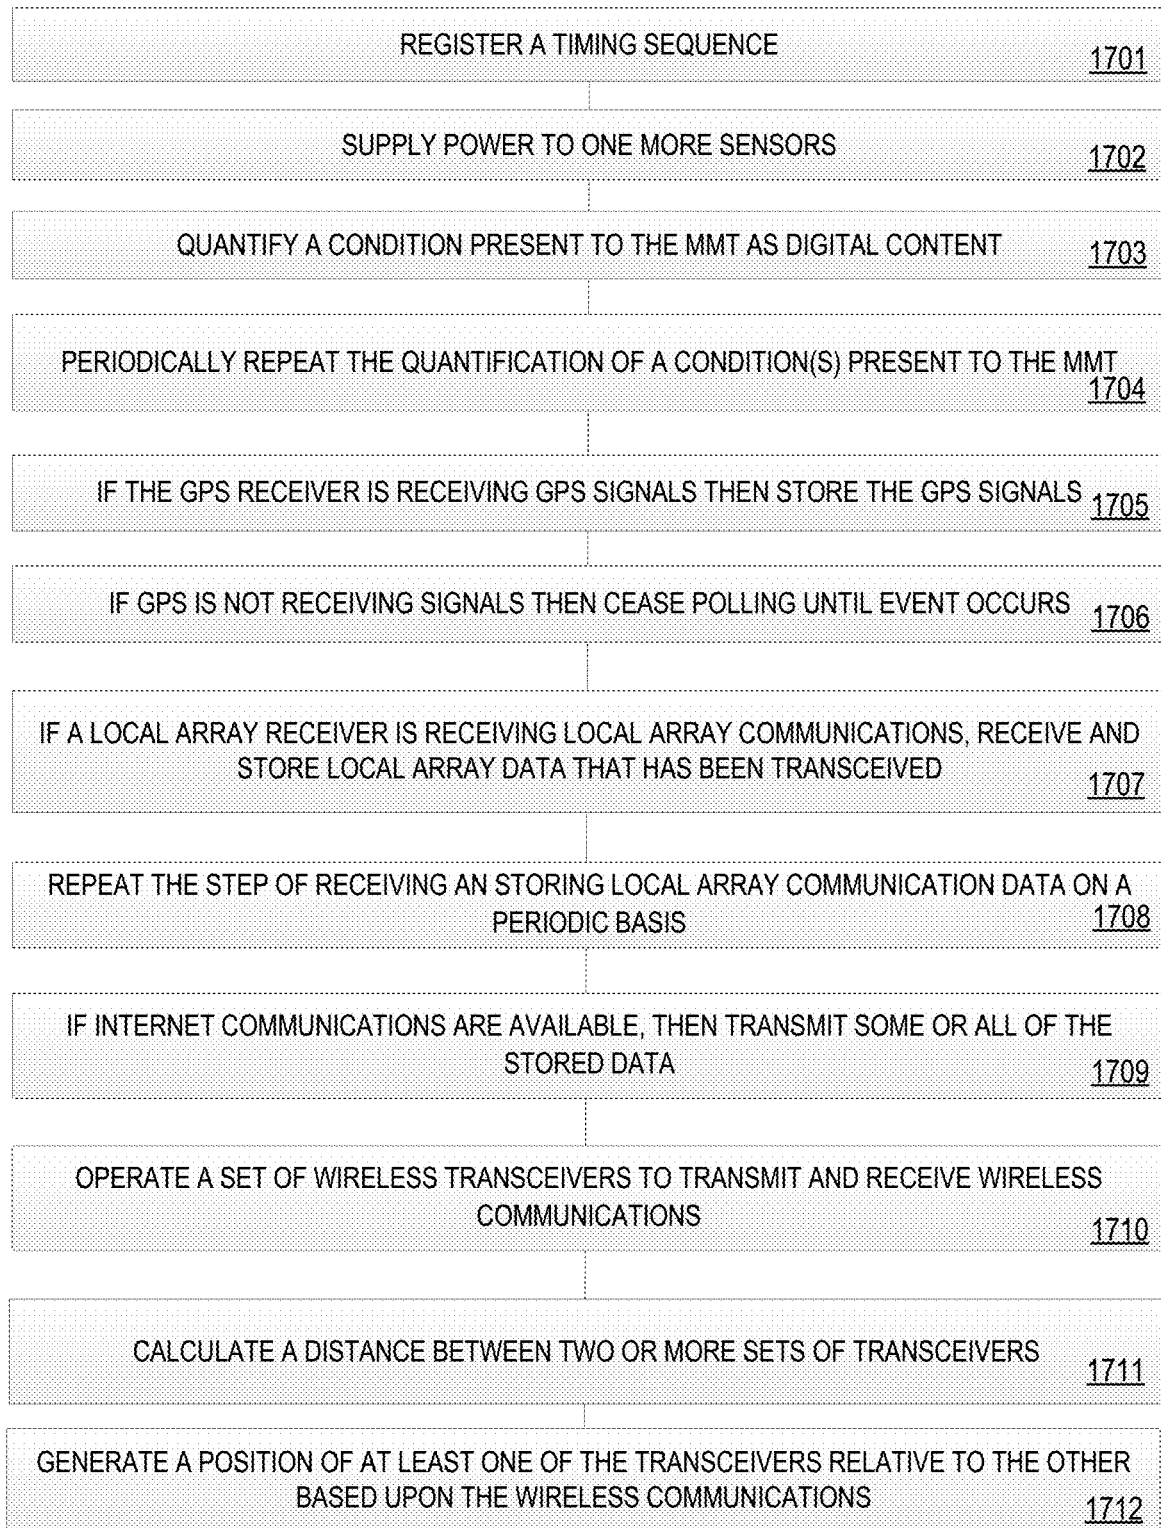 REGISTER A TIMING SEQUENCE
1701
SUPPLY POWER TO ONE MORE SENSORS
1702
QUANTIFY A CONDITION PRESENT TO THE MMT AS DIGITAL CONTENT
1703
PERIODICALLY REPEAT THE QUANTIFICATION OF A CONDITION(S) PRESENT TO THE MMT
1704
IF THE GPS RECEIVER IS RECEIVING GPS SIGNALS THEN STORE THE GPS SIGNALS
1705
IF GPS IS NOT RECEIVING SIGNALS THEN CEASE POLLING UNTIL EVENT OCCURS
1706
IF A LOCAL ARRAY RECEIVER IS RECEIVING LOCAL ARRAY COMMUNICATIONS, RECEIVE AND
STORE LOCAL ARRAY DATA THAT HAS BEEN TRANSCEIVED
1707
REPEAT THE STEP OF RECEIVING AN STORING LOCAL ARRAY COMMUNICATION DATA ON A
PERIODIC BASIS
1708
IF INTERNET COMMUNICATIONS ARE AVAILABLE, THEN TRANSMIT SOME OR ALL OF THE
STORED DATA
1709
OPERATE A SET OF WIRELESS TRANSCEIVERS TO TRANSMIT AND RECEIVE WIRELESS
COMMUNICATIONS
1710
CALCULATE A DISTANCE BETWEEN TWO OR MORE SETS OF TRANSCEIVERS
1711
GENERATE A POSITION OF AT LEAST ONE OF THE TRANSCEIVERS RELATIVE TO THE OTHER
BASED UPON THE WIRELESS COMMUNICATIONS
1712